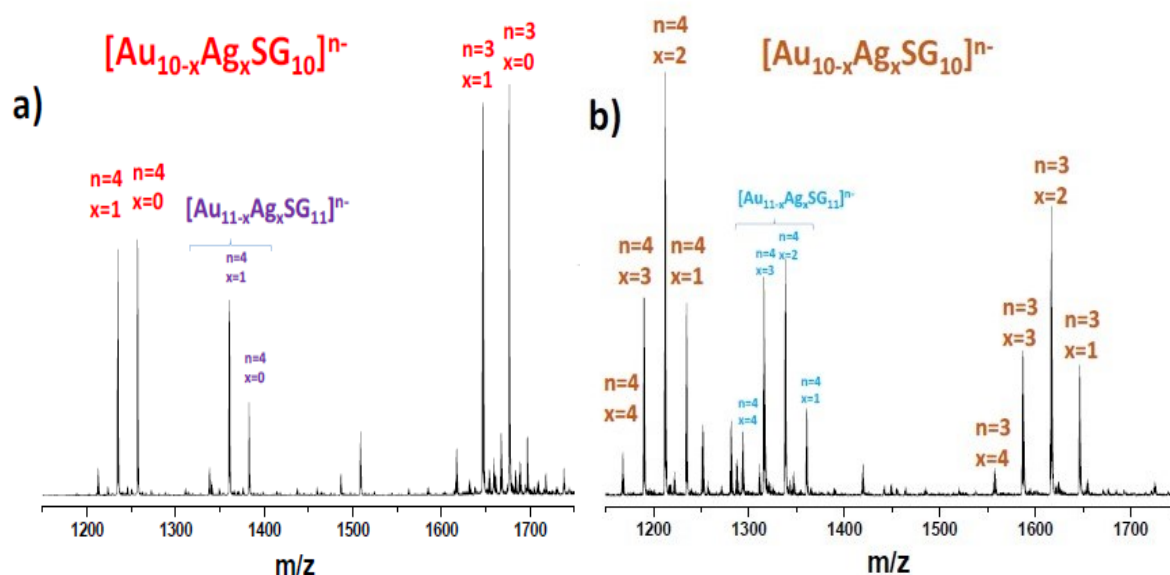 [Au10-xAgxSG10]n-
a)
n=3
x=1
n=3
x=0
n=4
x=1
n=4
x=0
[Au11-xAgxSG11]n-
n=4
x=1
n=4
x=0
1200 1300 1400 1500 1600 1700
m/z
[Au10-xAgxSG10]n-
b)
n=4
x=2
n=4
x=3
n=4
x=1
n=4
x=4
[Au11-xAgxSG11]n-
n=4
x=2
n=4
x=3
n=4
x=4
n=4
x=1
n=3
x=2
n=3
x=3
n=3
x=1
n=3
x=4
1200 1300 1400 1500 1600 1700
m/z